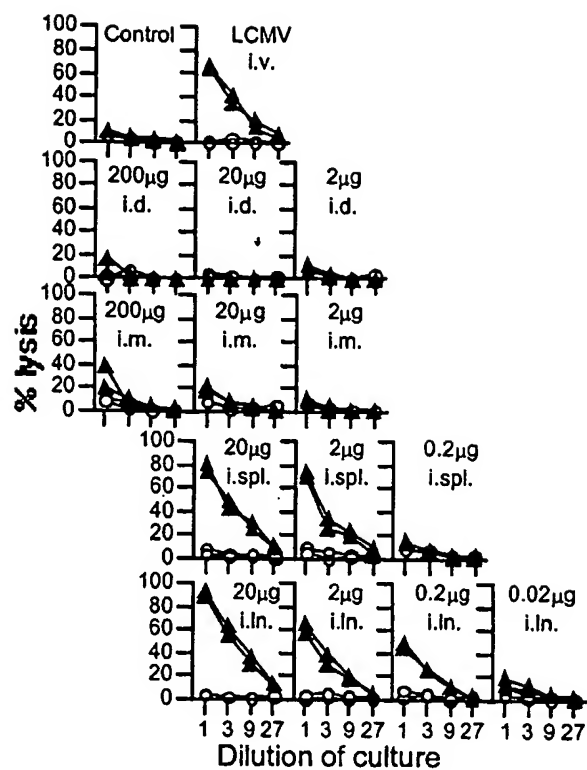 Control LCMV
i.v.
100
80
60
40
20
0
200µg 20µg 2µg
i.d. i.d. i.d.
100
80
60
40
20
0
200µg 20µg 2µg
i.m. i.m. i.m.
100
80
60
40
20
0
% lysis
20µg 2µg 0.2µg
i.spl. i.spl. i.spl.
100
80
60
40
20
0
20µg 2µg 0.2µg 0.02µg
i.ln. i.ln. i.ln. i.ln.
100
80
60
40
20
0
1 3 9 27 1 3 9 27 1 3 9 27 1 3 9 27
Dilution of culture